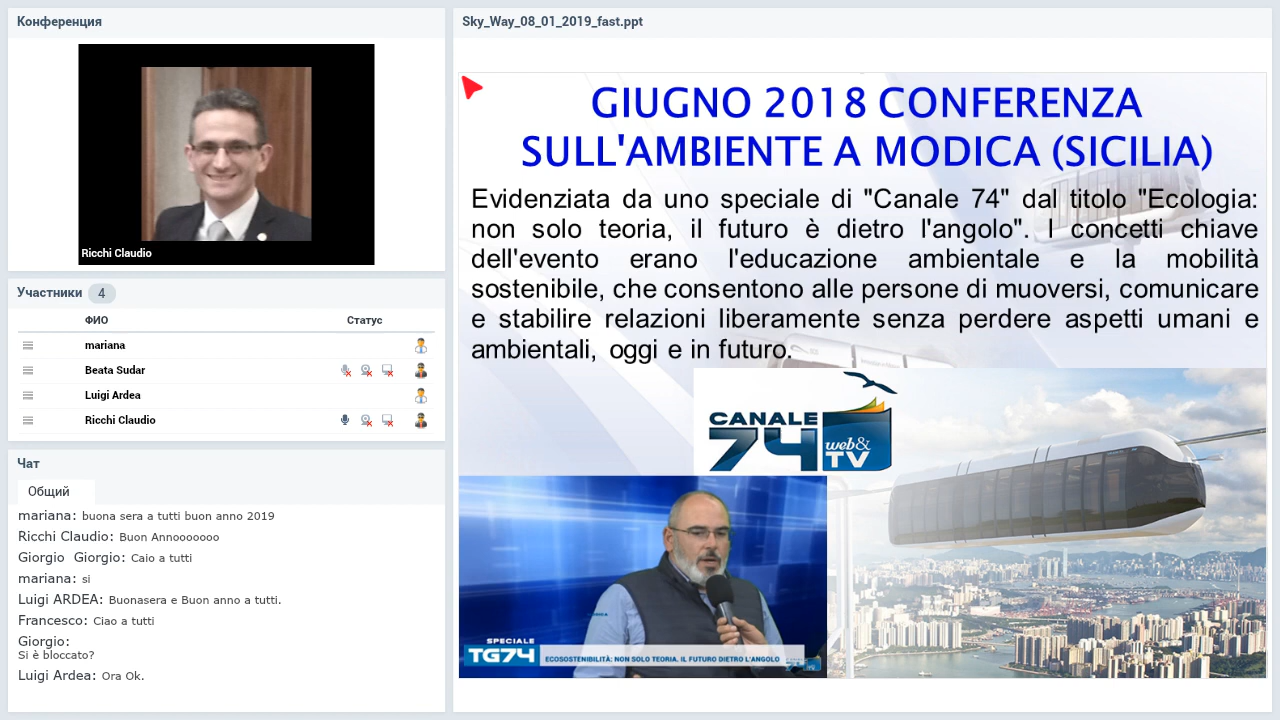 Конференция
Ricchi Claudio
Участники 4
ФИО Статус
mariana
Beata Sudar
Luigi Ardea
Ricchi Claudio
Чат
Общий
mariana: buona sera a tutti buon anno 2019
Ricchi Claudio: Buon Annooooooo
Giorgio Giorgio: Caio a tutti
mariana: si
Luigi ARDEA: Buonasera e Buon anno a tutti.
Francesco: Ciao a tutti
Giorgio:
Si è bloccato?
Luigi Ardea: Ora Ok.
Sky_Way_08_01_2019_fast.ppt
GIUGNO 2018 CONFERENZA
SULL'AMBIENTE A MODICA (SICILIA)
Evidenziata da uno speciale di "Canale 74" dal titolo "Ecologia:
non solo teoria, il futuro è dietro l'angolo". I concetti chiave
dell'evento erano l'educazione ambientale e la mobilità
sostenibile, che consentono alle persone di muoversi, comunicare
e stabilire relazioni liberamente senza perdere aspetti umani e
ambientali, oggi e in futuro.
CANALE
74 web&
TV
SPECIALE
TG74 ECOSOSTENIBILITÀ: NON SOLO TEORIA. IL FUTURO DIETRO L'ANGOLO